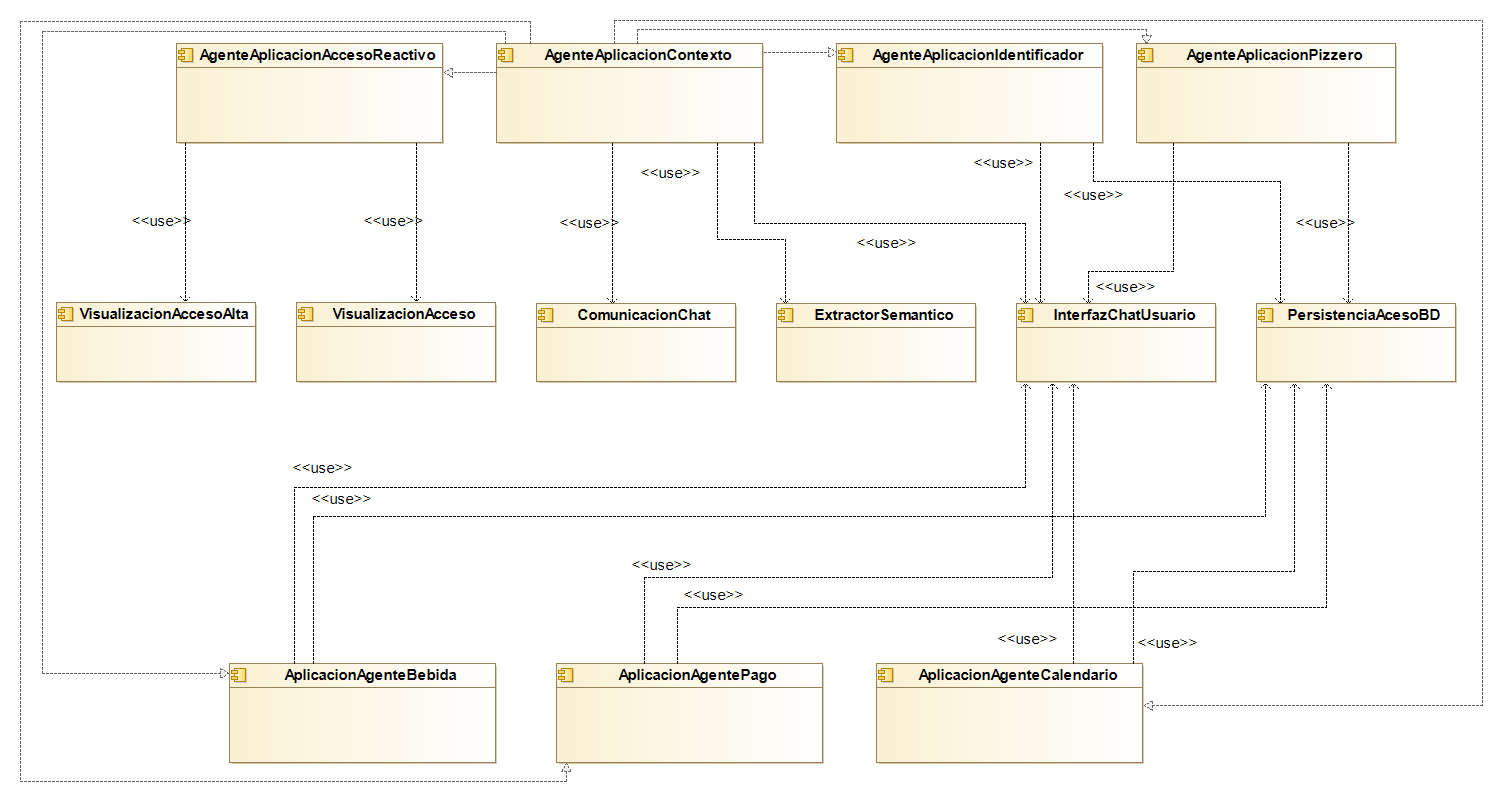 AgenteAplicacionAccesoReactivo
AgenteAplicacionContexto
AgenteAplicacionIdentificador
AgenteAplicacionPizzero
<<use>>
<<use>>
<<use>>
<<use>>
<<use>>
<<use>>
<<use>>
<<use>>
<<use>>
<<use>>
VisualizacionAccesoAlta
VisualizacionAcceso
ComunicacionChat
ExtractorSemantico
InterfazChatUsuario
PersistenciaAcesoBD
<<use>>
<<use>>
<<use>>
<<use>>
<<use>>
<<use>>
AplicacionAgenteBebida
AplicacionAgentePago
AplicacionAgenteCalendario